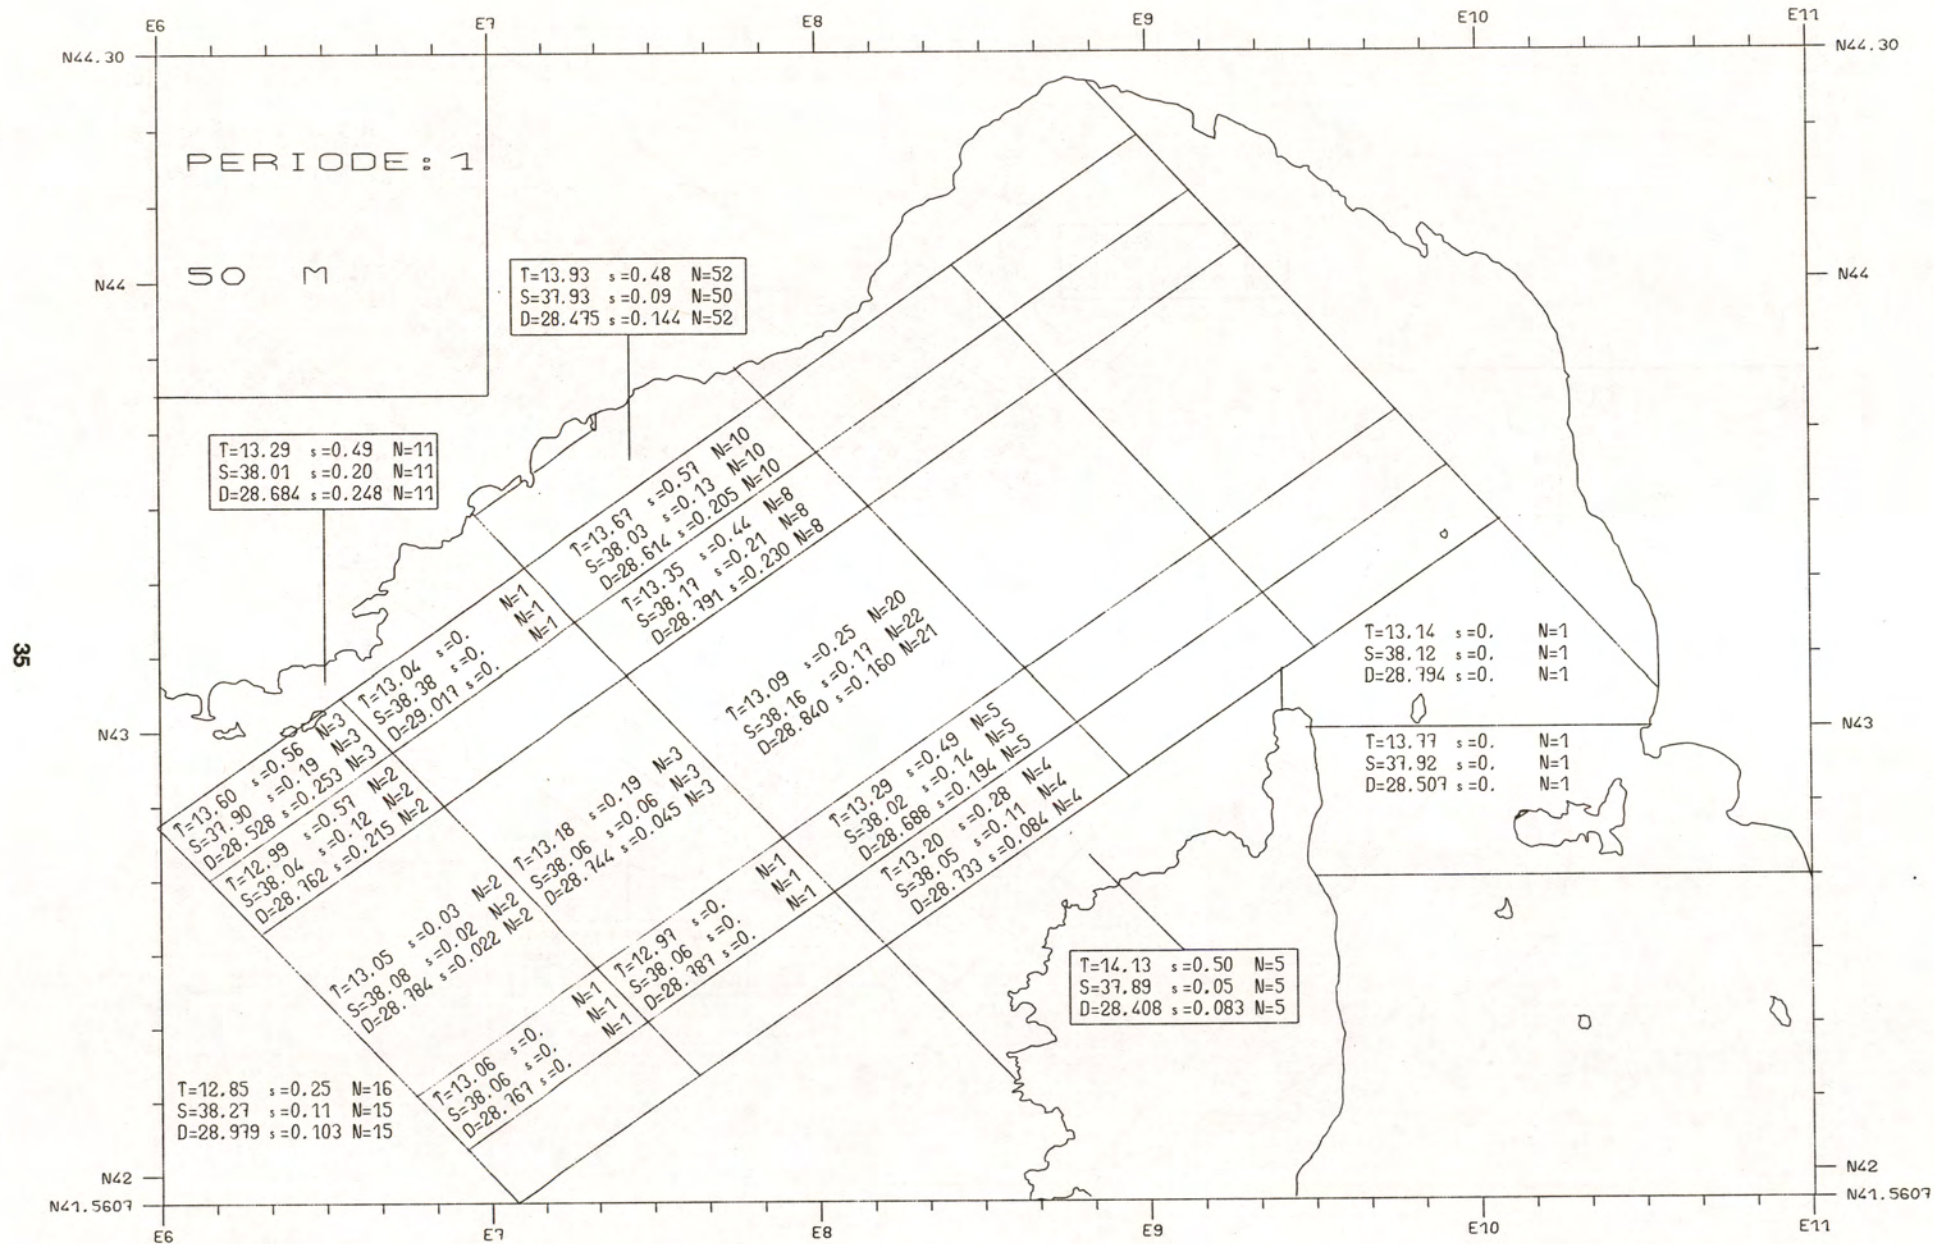 E6 E7 E8 E9 E10 E11
N44.30 N44.30
PERIODE: 1
50 M
N44 N44
T=13.93 s=0.48 N=52
S=37.93 s=0.09 N=50
D=28.475 s=0.144 N=52
T=13.29 s=0.49 N=11
S=38.01 s=0.20 N=11
D=28.684 s=0.248 N=11
T=13.67 s=0.57 N=10
S=38.03 s=0.13 N=10
D=28.614 s=0.205 N=10
T=13.35 s=0.44 N=8
S=38.17 s=0.21 N=8
D=28.791 s=0.230 N=8
T=13.04 s=0. N=1
S=38.38 s=0. N=1
D=29.017 s=0. N=1
T=13.09 s=0.25 N=20
S=38.16 s=0.17 N=22
D=28.840 s=0.160 N=21
T=13.14 s=0. N=1
S=38.12 s=0. N=1
D=28.794 s=0. N=1
35
N43 N43
T=13.77 s=0. N=1
S=37.92 s=0. N=1
D=28.507 s=0. N=1
T=13.60 s=0.56 N=3
S=37.90 s=0.19 N=3
D=28.528 s=0.253 N=3
T=12.99 s=0.57 N=2
S=38.04 s=0.12 N=2
D=28.762 s=0.215 N=2
T=13.18 s=0.19 N=3
S=38.06 s=0.06 N=3
D=28.744 s=0.045 N=3
T=13.29 s=0.49 N=5
S=38.02 s=0.14 N=5
D=28.688 s=0.194 N=5
T=13.20 s=0.28 N=4
S=38.05 s=0.11 N=4
D=28.733 s=0.084 N=4
T=13.05 s=0.03 N=2
S=38.08 s=0.02 N=2
D=28.784 s=0.022 N=2
T=12.97 s=0. N=1
S=38.06 s=0. N=1
D=28.787 s=0. N=1
T=14.13 s=0.50 N=5
S=37.89 s=0.05 N=5
D=28.408 s=0.083 N=5
T=13.06 s=0. N=1
S=38.06 s=0. N=1
D=28.767 s=0. N=1
T=12.85 s=0.25 N=16
S=38.27 s=0.11 N=15
D=28.979 s=0.103 N=15
N42 N42
N41.5607 N41.5607
E6 E7 E8 E9 E10 E11